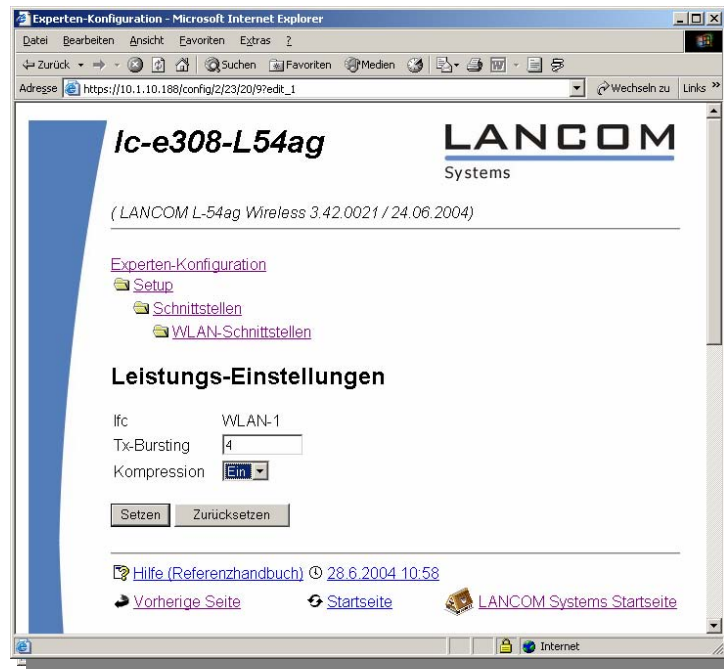 Experten-Konfiguration - Microsoft Internet Explorer
Datei Bearbeiten Ansicht Favoriten Extras ?
Zurück Suchen Favoriten Medien
Adresse https://10.1.10.188/config/2/23/20/9?edit_1 Wechseln zu Links »
lc-e308-L54ag
LANCOM
Systems
( LANCOM L-54ag Wireless 3.42.0021 / 24.06.2004)
Experten-Konfiguration
Setup
Schnittstellen
WLAN-Schnittstellen
Leistungs-Einstellungen
Ifc WLAN-1
Tx-Bursting 4
Kompression Ein
Setzen Zurücksetzen
Hilfe (Referenzhandbuch) 28.6.2004 10:58
Vorherige Seite Startseite LANCOM Systems Startseite
Internet